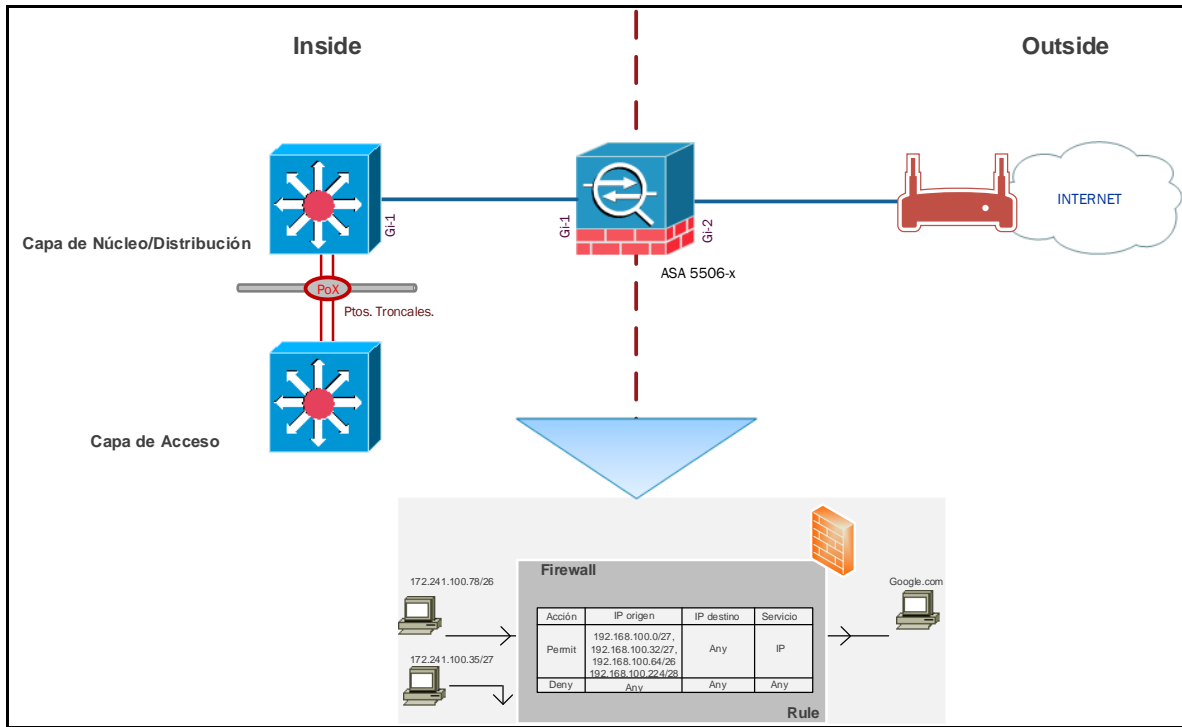 Inside
Outside
Gi-1
Gi-1
Gi-2
INTERNET
Capa de Núcleo/Distribución
ASA 5506-x
PoX
Ptos. Troncales.
Capa de Acceso
172.241.100.78/26
172.241.100.35/27
Firewall
Google.com
Acción IP origen IP destino Servicio
Permit 192.168.100.0/27, Any IP
192.168.100.32/27,
192.168.100.64/26
192.168.100.224/28
Deny Any Any Any
Rule